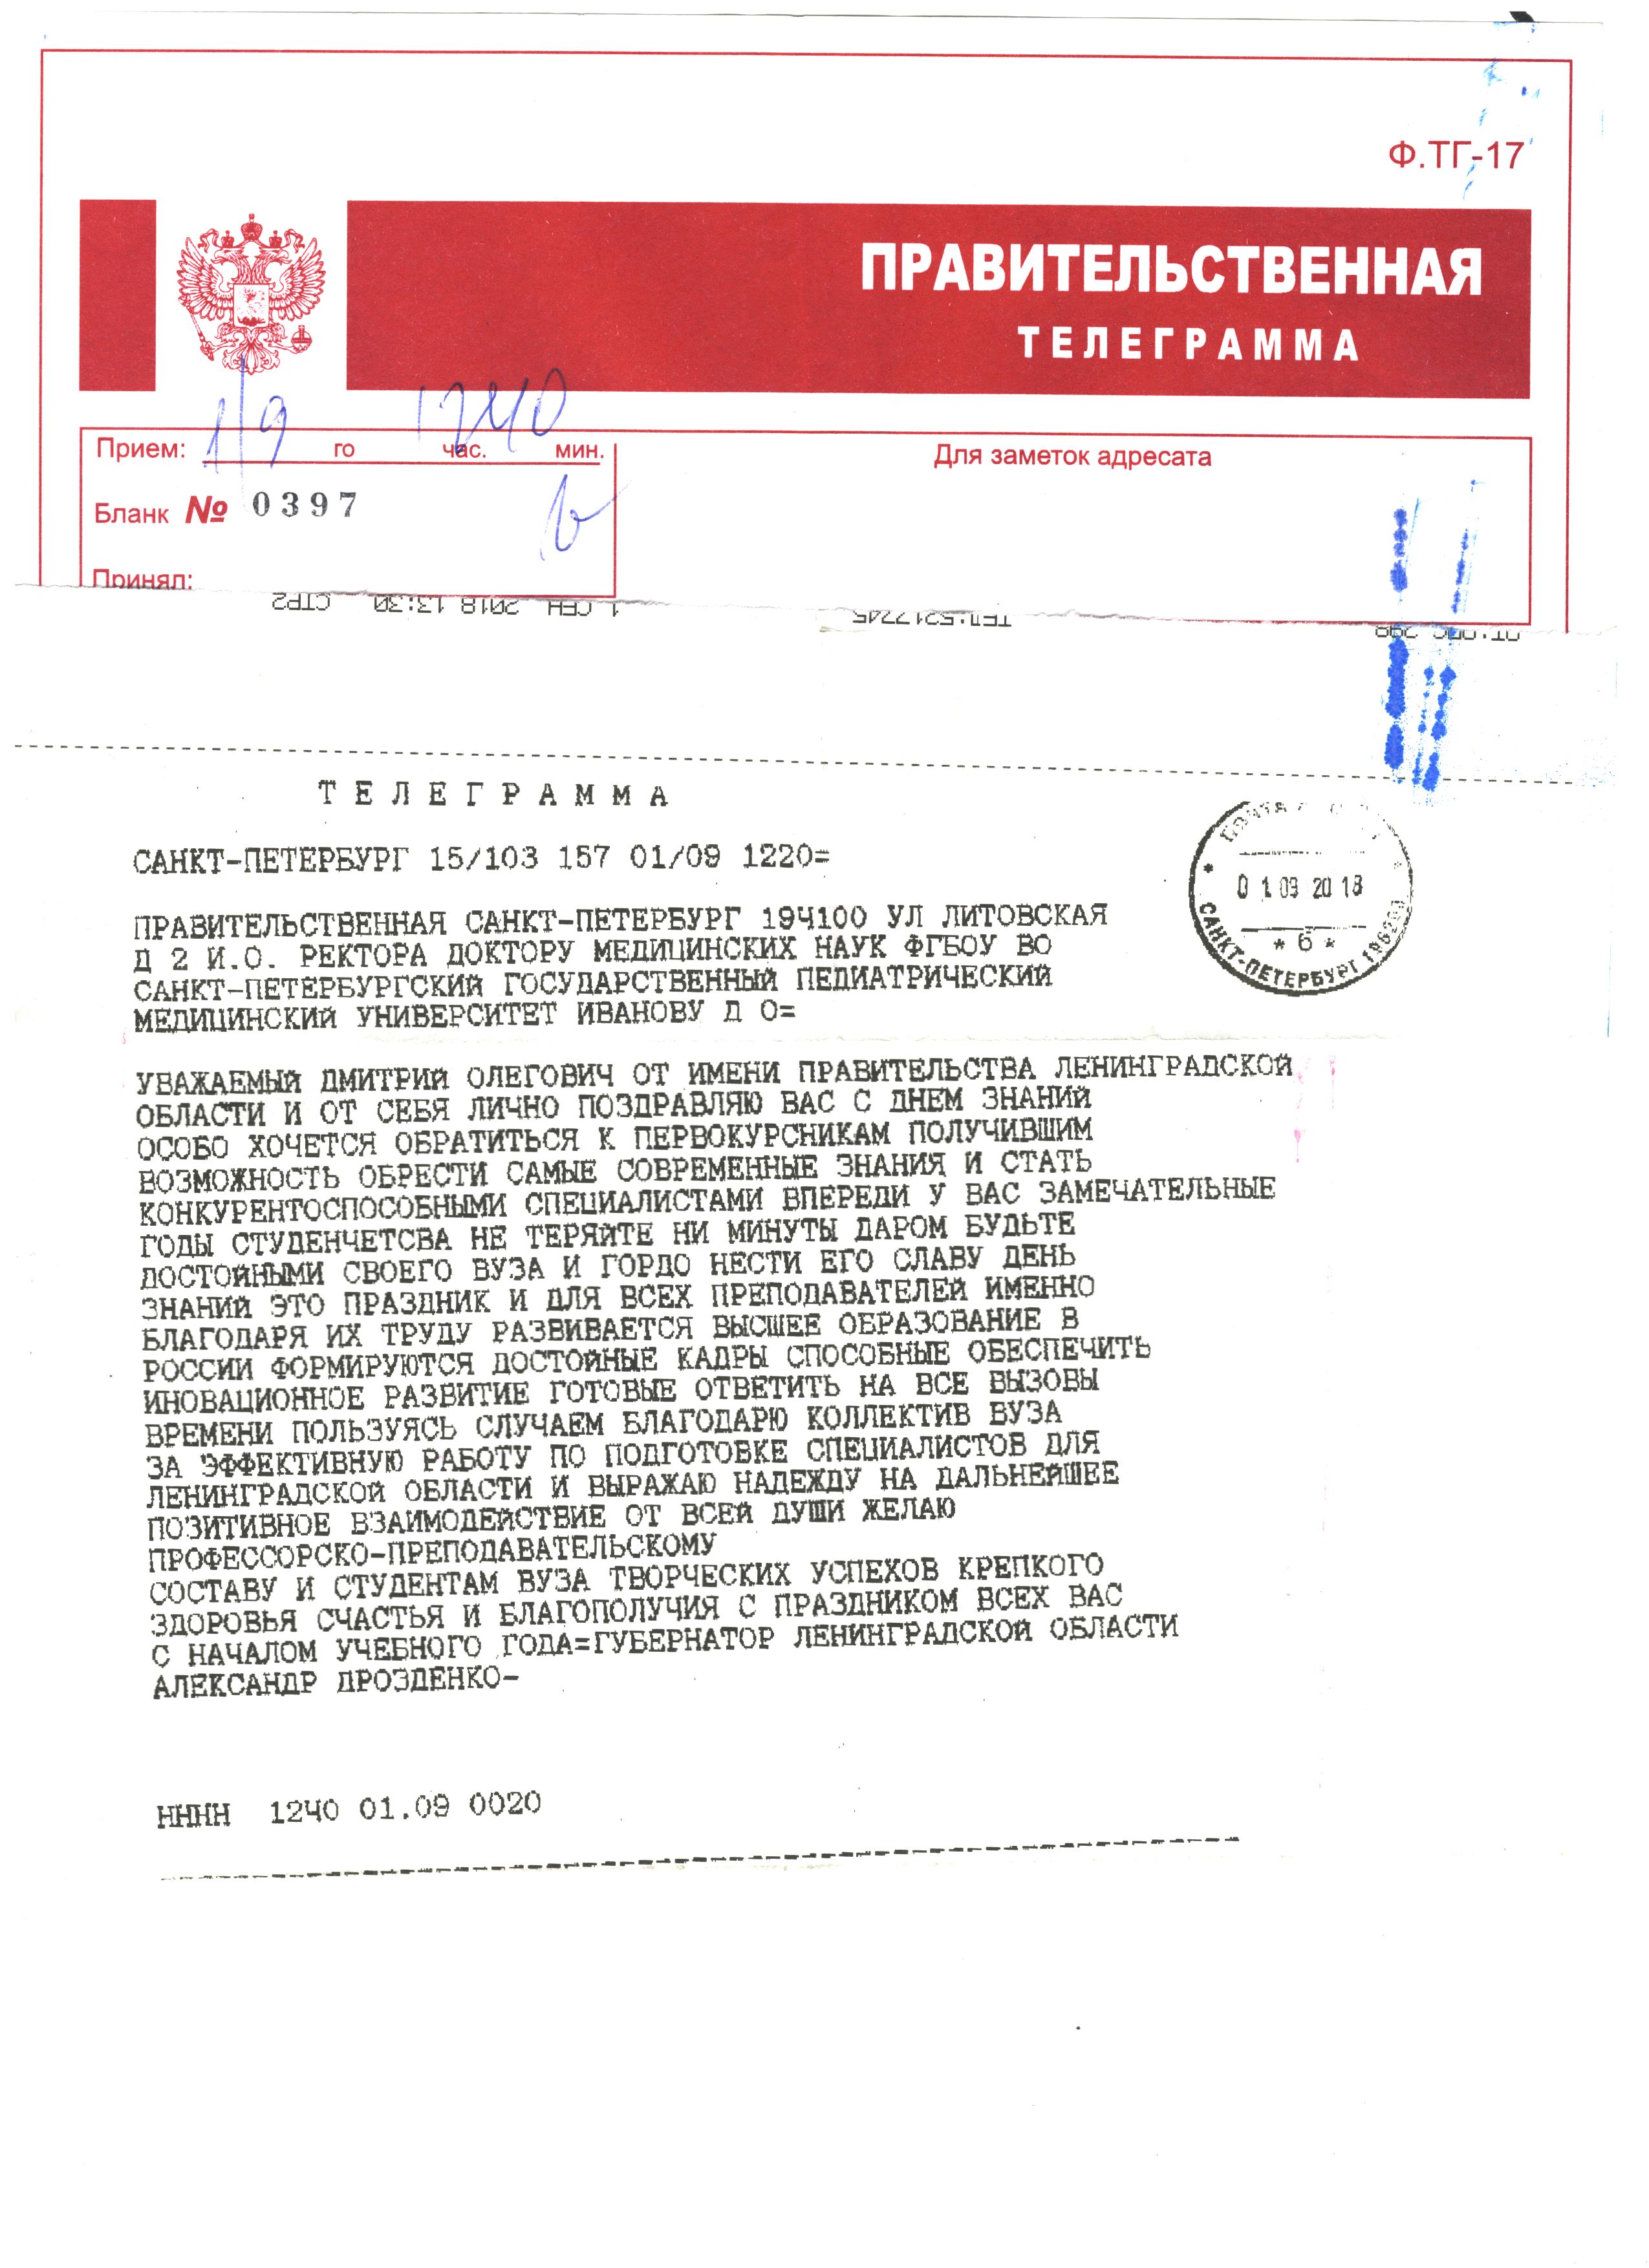 Ф.ТГ-17
ПРАВИТЕЛЬСТВЕННАЯ
ТЕЛЕГРАММА
1/9 1240
Прием: го час. мин.
Для заметок адресата
Бланк № 0397
Принял:
1 СЕН 2018 13:30 СТР2
ТЕЛ:5217745
ТЕЛЕГРАММА
САНКТ-ПЕТЕРБУРГ 15/103 157 01/09 1220=
01 09 2018
* 6 *
САНКТ-ПЕТЕРБУРГ
ПРАВИТЕЛЬСТВЕННАЯ САНКТ-ПЕТЕРБУРГ 194100 УЛ ЛИТОВСКАЯ
Д 2 И.О. РЕКТОРА ДОКТОРУ МЕДИЦИНСКИХ НАУК ФГБОУ ВО
САНКТ-ПЕТЕРБУРГСКИЙ ГОСУДАРСТВЕННЫЙ ПЕДИАТРИЧЕСКИЙ
МЕДИЦИНСКИЙ УНИВЕРСИТЕТ ИВАНОВУ Д О=
УВАЖАЕМЫЙ ДМИТРИЙ ОЛЕГОВИЧ ОТ ИМЕНИ ПРАВИТЕЛЬСТВА ЛЕНИНГРАДСКОЙ
ОБЛАСТИ И ОТ СЕБЯ ЛИЧНО ПОЗДРАВЛЯЮ ВАС С ДНЕМ ЗНАНИЙ
ОСОБО ХОЧЕТСЯ ОБРАТИТЬСЯ К ПЕРВОКУРСНИКАМ ПОЛУЧИВШИМ
ВОЗМОЖНОСТЬ ОБРЕСТИ САМЫЕ СОВРЕМЕННЫЕ ЗНАНИЯ И СТАТЬ
КОНКУРЕНТОСПОСОБНЫМИ СПЕЦИАЛИСТАМИ ВПЕРЕДИ У ВАС ЗАМЕЧАТЕЛЬНЫЕ
ГОДЫ СТУДЕНЧЕТСВА НЕ ТЕРЯЙТЕ НИ МИНУТЫ ДАРОМ БУДЬТЕ
ДОСТОЙНЫМИ СВОЕГО ВУЗА И ГОРДО НЕСТИ ЕГО СЛАВУ ДЕНЬ
ЗНАНИЙ ЭТО ПРАЗДНИК И ДЛЯ ВСЕХ ПРЕПОДАВАТЕЛЕЙ ИМЕННО
БЛАГОДАРЯ ИХ ТРУДУ РАЗВИВАЕТСЯ ВЫСШЕЕ ОБРАЗОВАНИЕ В
РОССИИ ФОРМИРУЮТСЯ ДОСТОЙНЫЕ КАДРЫ СПОСОБНЫЕ ОБЕСПЕЧИТЬ
ИНОВАЦИОННОЕ РАЗВИТИЕ ГОТОВЫЕ ОТВЕТИТЬ НА ВСЕ ВЫЗОВЫ
ВРЕМЕНИ ПОЛЬЗУЯСЬ СЛУЧАЕМ БЛАГОДАРЮ КОЛЛЕКТИВ ВУЗА
ЗА ЭФФЕКТИВНУЮ РАБОТУ ПО ПОДГОТОВКЕ СПЕЦИАЛИСТОВ ДЛЯ
ЛЕНИНГРАДСКОЙ ОБЛАСТИ И ВЫРАЖАЮ НАДЕЖДУ НА ДАЛЬНЕЙШЕЕ
ПОЗИТИВНОЕ ВЗАИМОДЕЙСТВИЕ ОТ ВСЕЙ ДУШИ ЖЕЛАЮ
ПРОФЕССОРСКО-ПРЕПОДАВАТЕЛЬСКОМУ
СОСТАВУ И СТУДЕНТАМ ВУЗА ТВОРЧЕСКИХ УСПЕХОВ КРЕПКОГО
ЗДОРОВЬЯ СЧАСТЬЯ И БЛАГОПОЛУЧИЯ С ПРАЗДНИКОМ ВСЕХ ВАС
С НАЧАЛОМ УЧЕБНОГО ГОДА=ГУБЕРНАТОР ЛЕНИНГРАДСКОЙ ОБЛАСТИ
АЛЕКСАНДР ДРОЗДЕНКО-
НННН 1240 01.09 0020